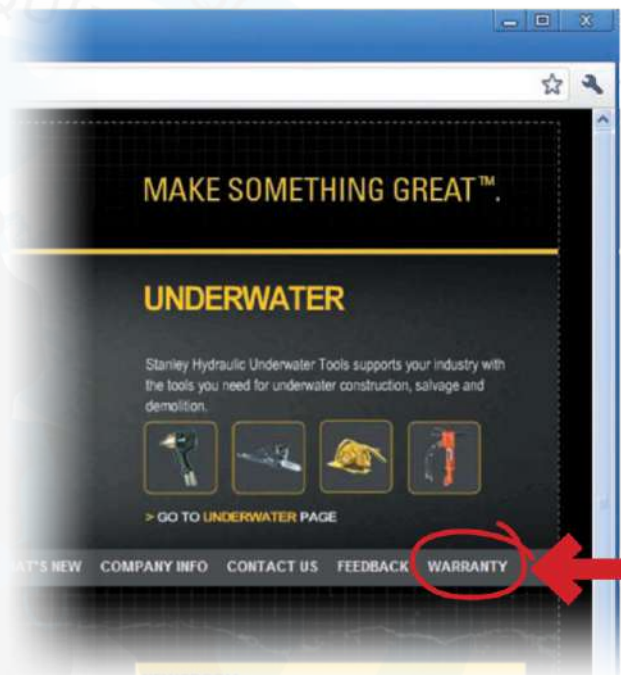 MAKE SOMETHING GREAT™.
UNDERWATER
Stanley Hydraulic Underwater Tools supports your industry with
the tools you need for underwater construction, salvage and
demolition.
> GO TO UNDERWATER PAGE
NEW COMPANY INFO CONTACT US FEEDBACK WARRANTY